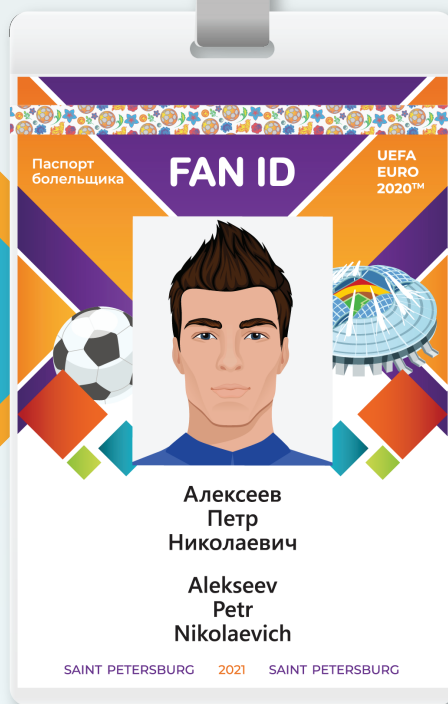 Паспорт
болельщика
FAN ID
UEFA
EURO
2020™
Алексеев
Петр
Николаевич
Alekseev
Petr
Nikolaevich
SAINT PETERSBURG 2021 SAINT PETERSBURG